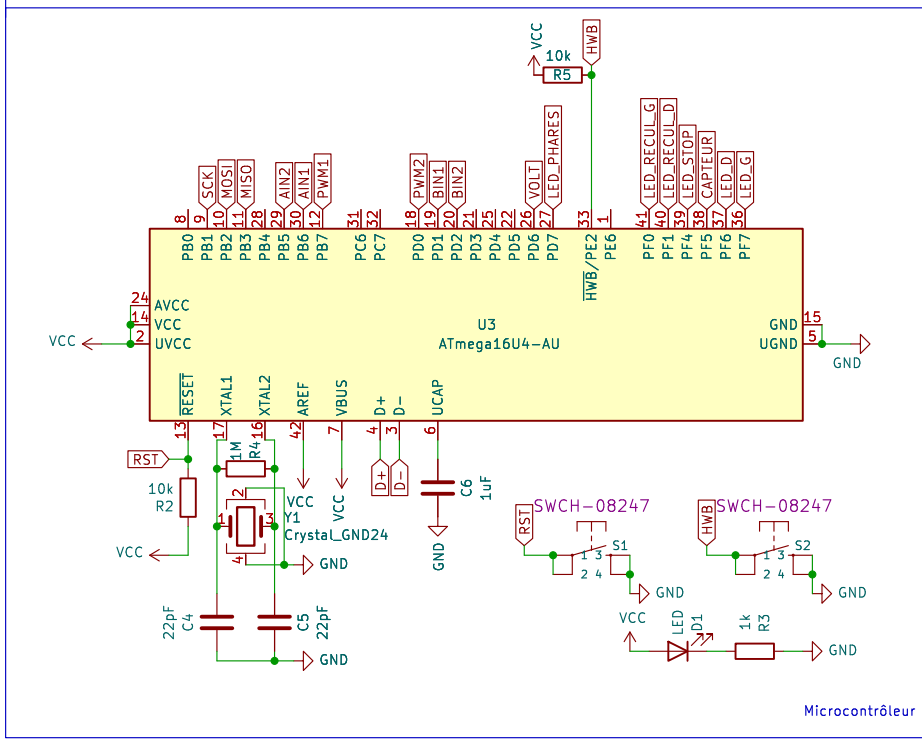 VCC
HWB
10k
R5
LED_RECUL_G
LED_RECUL_D
LED_STOP
CAPTEUR
LED_D
LED_G
SCK
MOSI
MISO
AIN2
AIN1
PWM1
PWM2
BIN1
BIN2
VOLT
LED_PHARES
8 9 10 11 28 29 30 12 31 32 18 19 20 21 25 22 26 27 33 1 41 40 39 38 37 36
PB0 PB1 PB2 PB3 PB4 PB5 PB6 PB7 PC6 PC7 PD0 PD1 PD2 PD3 PD4 PD5 PD6 PD7 HWB/PE2 PE6 PF0 PF1 PF4 PF5 PF6 PF7
24 AVCC
14 VCC
2 UVCC
VCC
U3
ATmega16U4-AU
GND 15
UGND 5
GND
RESET XTAL1 XTAL2 AREF VBUS D+ D- UCAP
13 17 16 42 7 4 3 6
RST
1M
R4
D+
D-
10k
R2
VCC
VCC
VCC
C6
1uF
GND
2
1
3
4
Y1
Crystal_GND24
GND
22pF
C4
C5
22pF
GND
SWCH-08247
RST
1 3 S1
2 4
GND
SWCH-08247
HWB
1 3 S2
2 4
GND
VCC
LED
D1
1k
R3
GND
Microcontrôleur